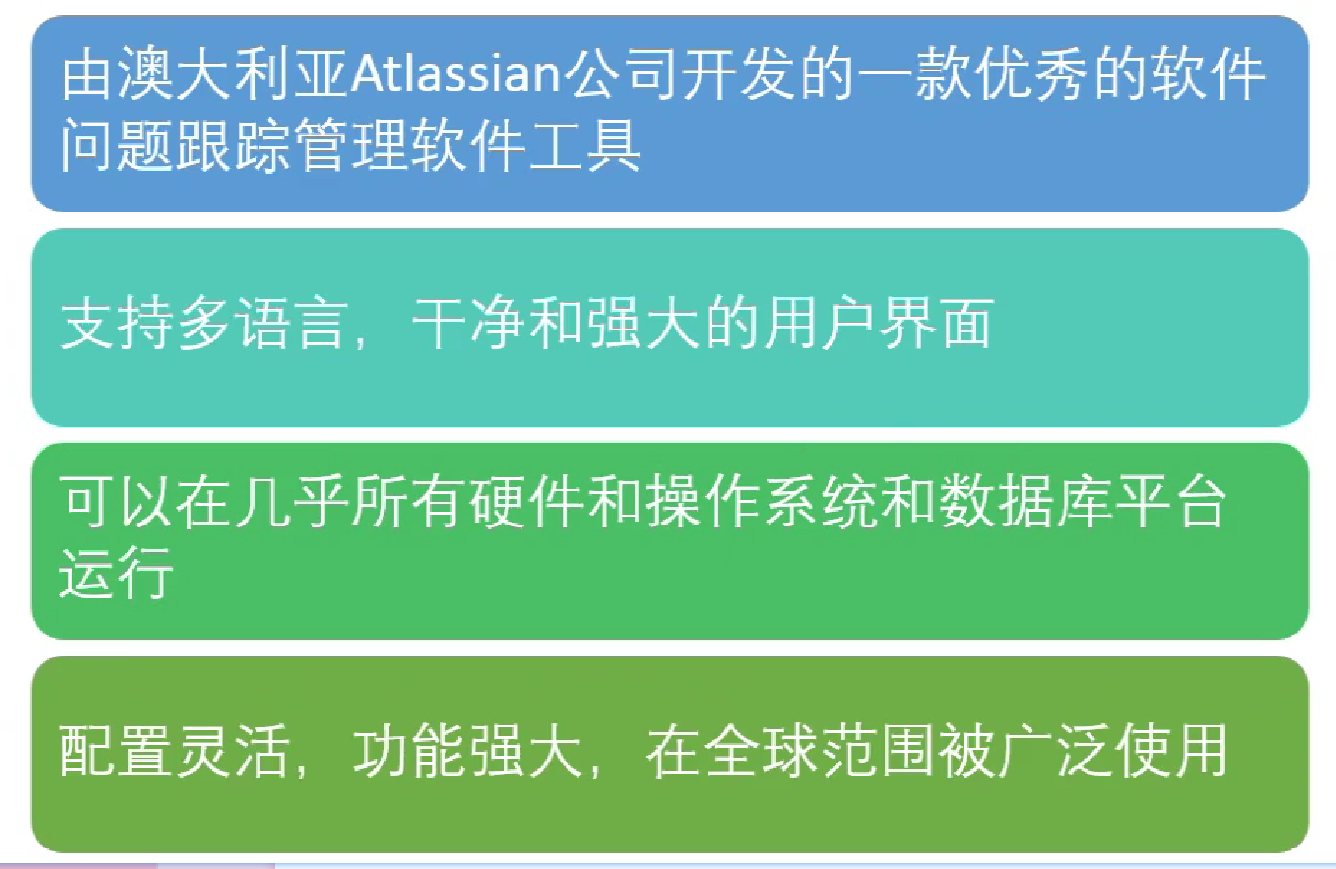 由澳大利亚Atlassian公司开发的一款优秀的软件
问题跟踪管理软件工具
支持多语言，干净和强大的用户界面
可以在几乎所有硬件和操作系统和数据库平台
运行
配置灵活，功能强大，在全球范围被广泛使用